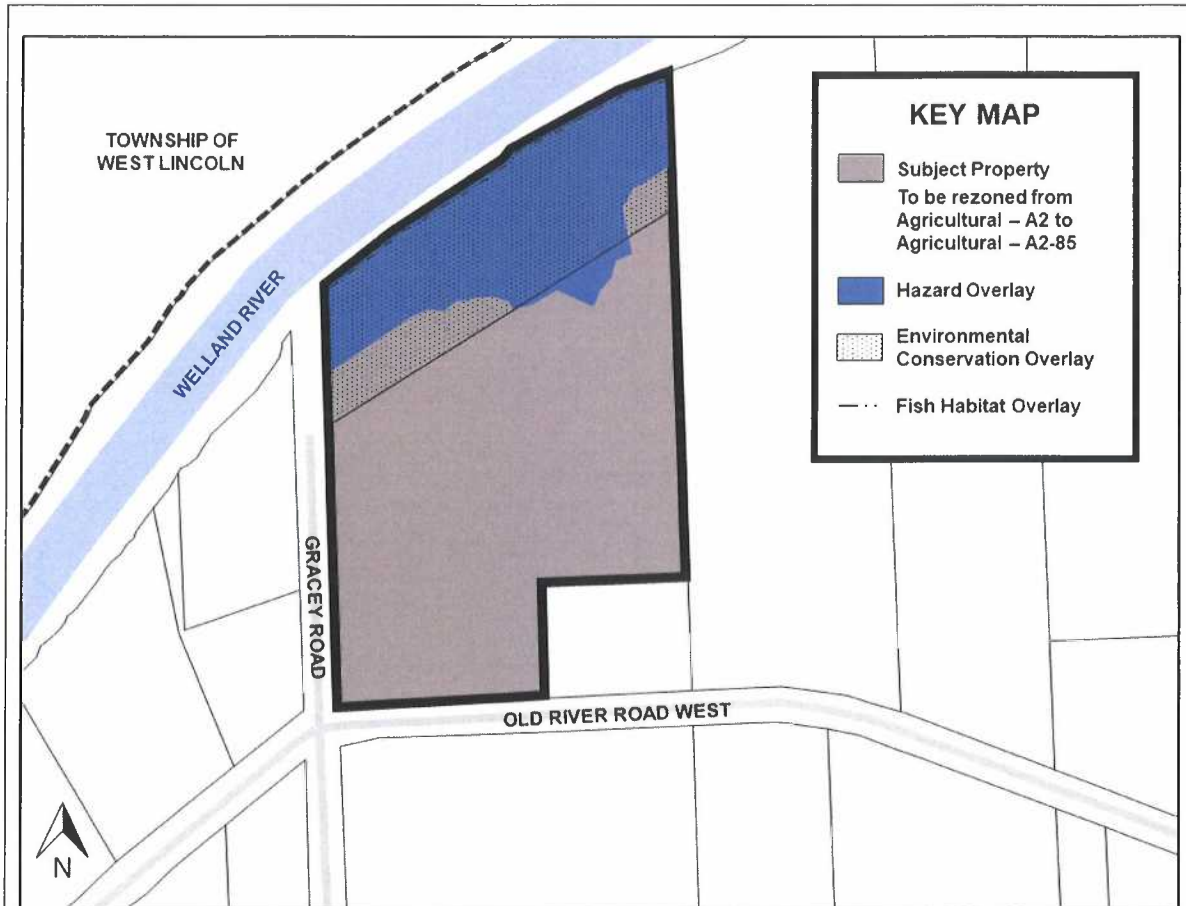 TOWNSHIP OF
WEST LINCOLN
WELLAND RIVER
GRACEY ROAD
OLD RIVER ROAD WEST
N
KEY MAP
Subject Property
To be rezoned from
Agricultural – A2 to
Agricultural – A2-85
Hazard Overlay
Environmental
Conservation Overlay
Fish Habitat Overlay